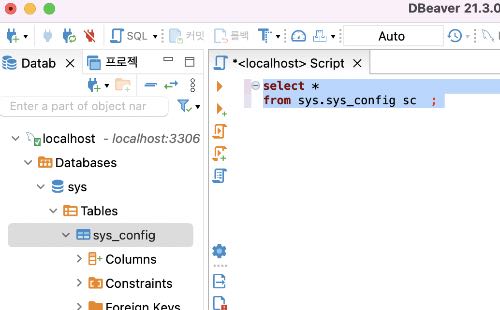 DBeaver 21.3.0
SQL
커밋
롤백
T
Auto
Datab
프로젝
*<localhost> Script
Enter a part of object nar
select *
from sys.sys_config sc ;
localhost - localhost:3306
Databases
sys
Tables
sys_config
Columns
Constraints
Foreign Keys